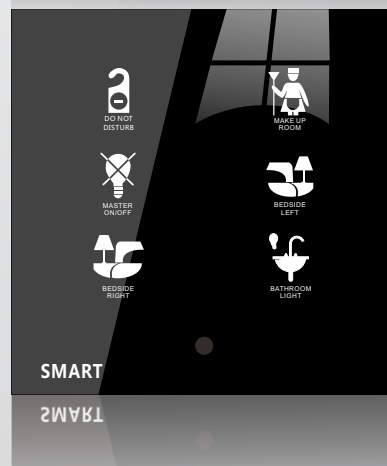 DO NOT
DISTURB
MAKE UP
ROOM
MASTER
ON/OFF
BEDSIDE
LEFT
BEDSIDE
RIGHT
BATHROOM
LIGHT
SMART
SMART